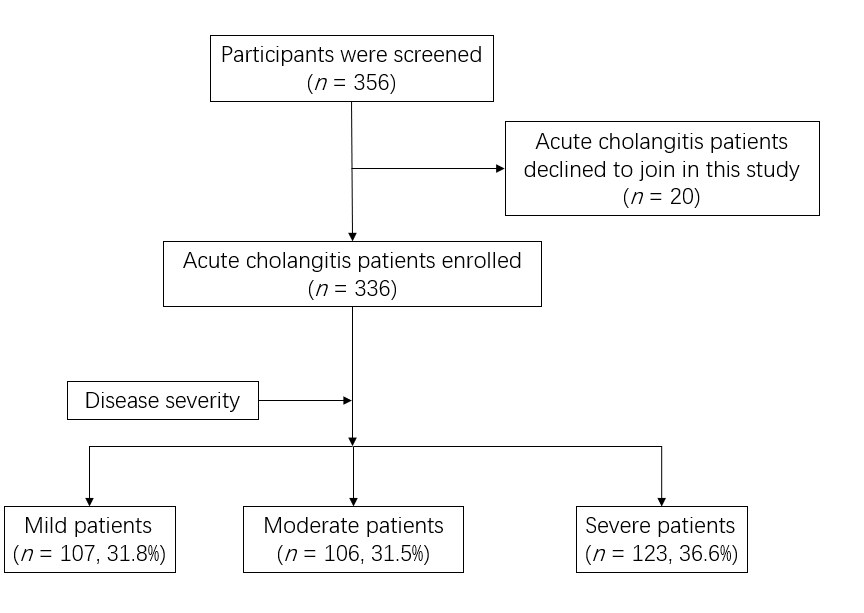 Participants were screened
(n = 356)
Acute cholangitis patients
declined to join in this study
(n = 20)
Acute cholangitis patients enrolled
(n = 336)
Disease severity
Mild patients
(n = 107, 31.8%)
Moderate patients
(n = 106, 31.5%)
Severe patients
(n = 123, 36.6%)